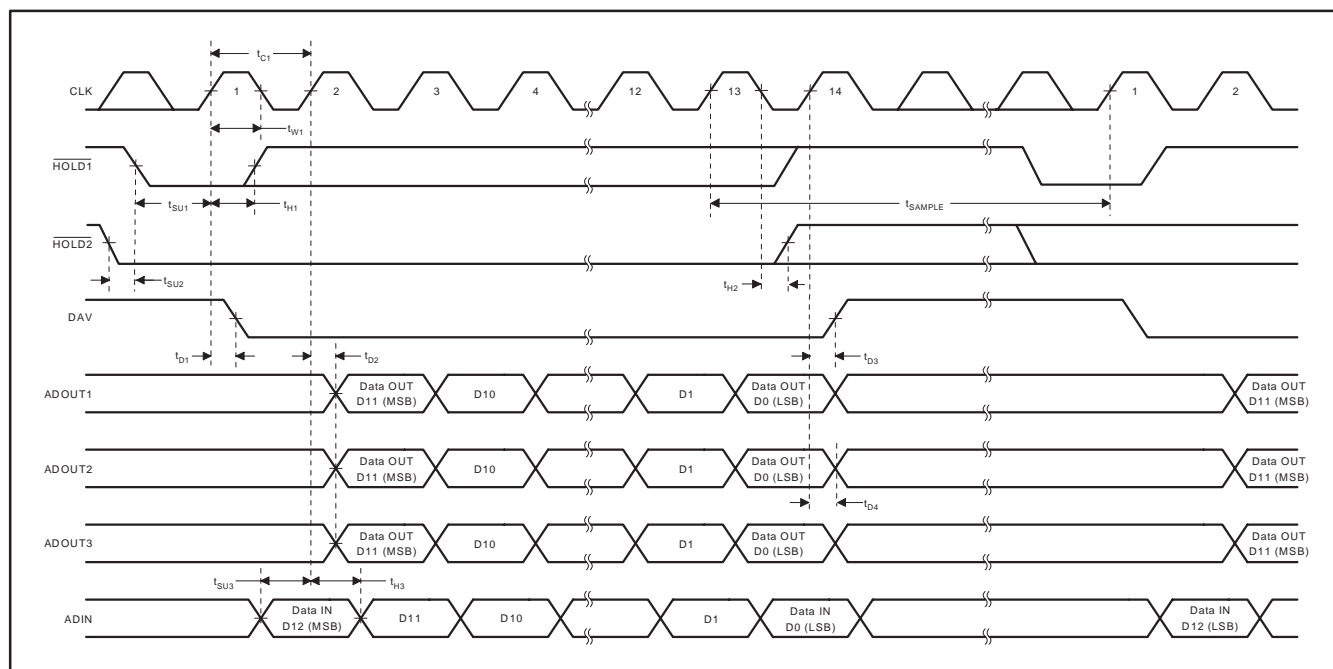 tC1
CLK 1 2 3 4 12 13 14 1 2
tW1
HOLD1
tSU1 tH1 tSAMPLE
HOLD2
tSU2 tH2
DAV
tD1 tD2 tD3
ADOUT1 Data OUT D11 (MSB) D10 D1 Data OUT D0 (LSB) Data OUT D11 (MSB)
ADOUT2 Data OUT D11 (MSB) D10 D1 Data OUT D0 (LSB) Data OUT D11 (MSB)
tD4
ADOUT3 Data OUT D11 (MSB) D10 D1 Data OUT D0 (LSB) Data OUT D11 (MSB)
tSU3 tH3
ADIN Data IN D12 (MSB) D11 D10 D1 Data IN D0 (LSB) Data IN D12 (LSB)